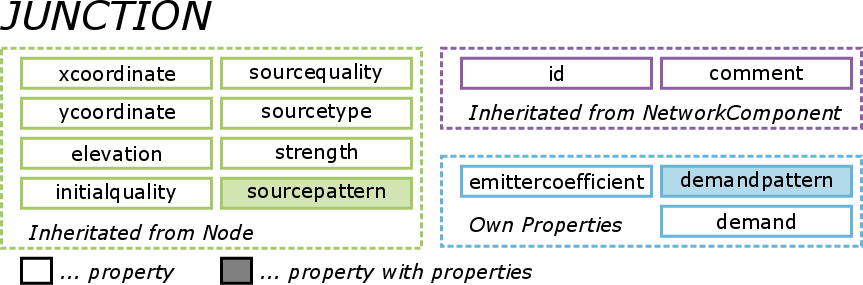 JUNCTION
xcoordinate sourcequality
ycoordinate sourcetype
elevation strength
initialquality sourcepattern
Inheritated from Node
id comment
Inheritated from NetworkComponent
emittercoefficient demandpattern
Own Properties demand
... property ... property with properties